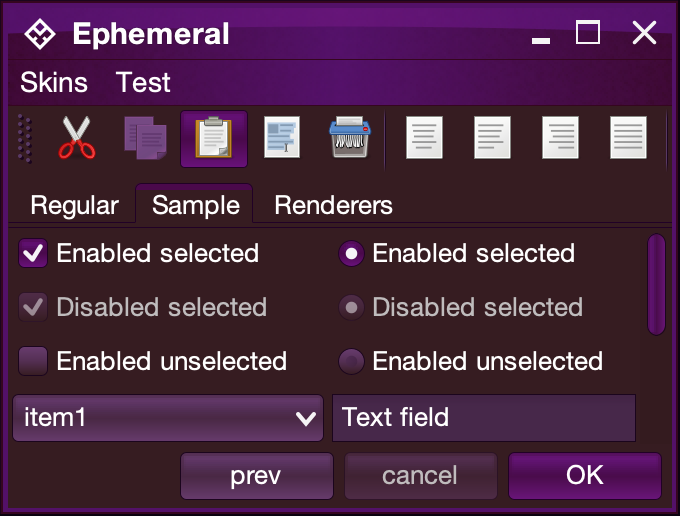 Ephemeral
Skins Test
Regular Sample Renderers
Enabled selected Enabled selected
Disabled selected Disabled selected
Enabled unselected Enabled unselected
item1 Text field
prev cancel OK